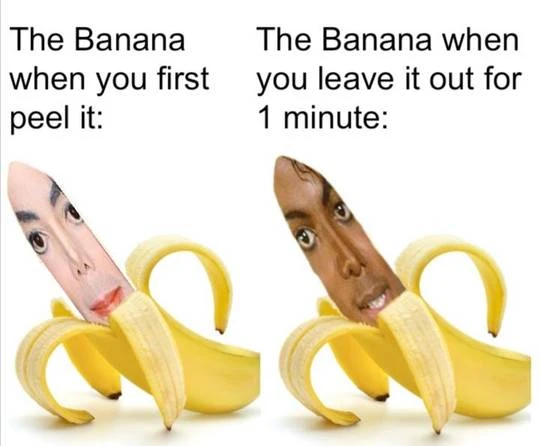 The Banana
when you first
peel it:
The Banana when
you leave it out for
1 minute: